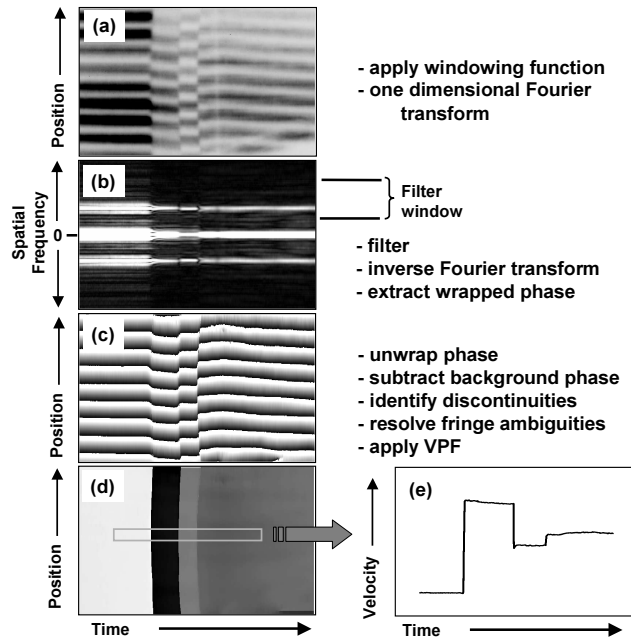 (a)
Position
- apply windowing function
- one dimensional Fourier
transform
(b)
Spatial
Frequency
0
Filter
window
- filter
- inverse Fourier transform
- extract wrapped phase
(c)
Position
- unwrap phase
- subtract background phase
- identify discontinuities
- resolve fringe ambiguities
- apply VPF
(d)
Position
Time
(e)
Velocity
Time